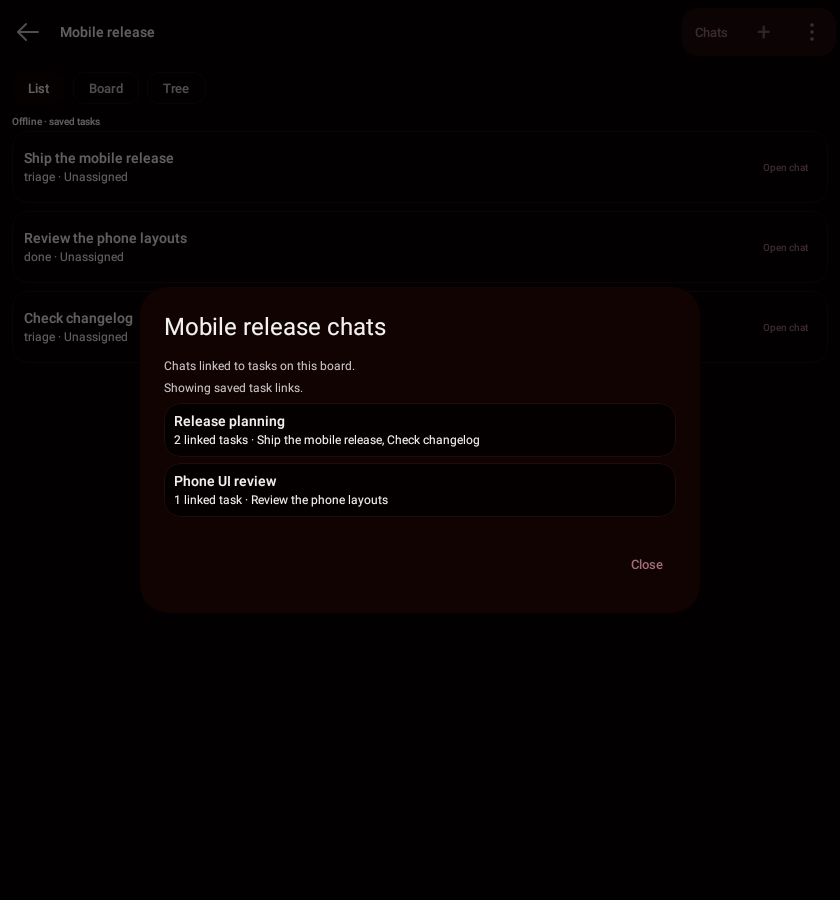 Mobile release
Chats
List
Board
Tree
Offline · saved tasks
Ship the mobile release
triage · Unassigned
Open chat
Review the phone layouts
done · Unassigned
Open chat
Check changelog
triage · Unassigned
Open chat
Mobile release chats
Chats linked to tasks on this board.
Showing saved task links.
Release planning
2 linked tasks · Ship the mobile release, Check changelog
Phone UI review
1 linked task · Review the phone layouts
Close